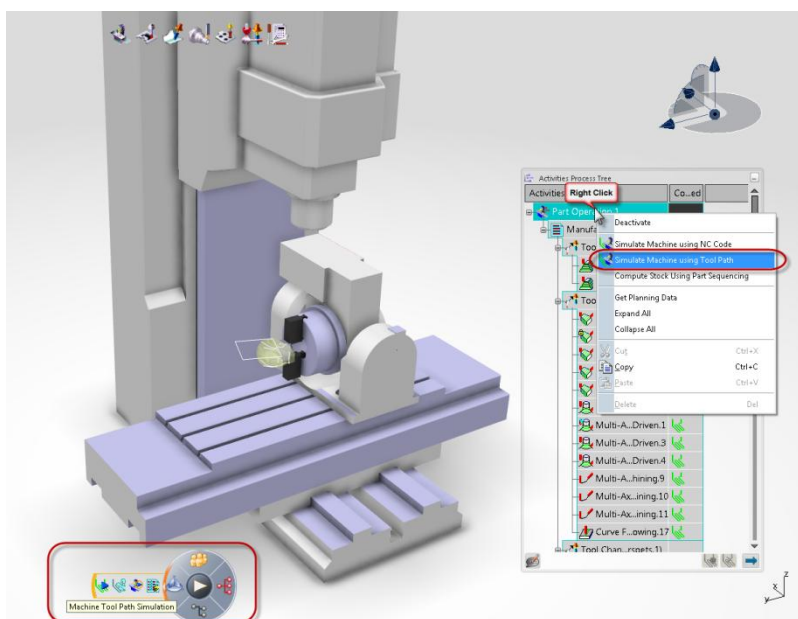 Activities Process Tree
Activities
Right Click
Co...ed
Part Operation.1
Deactivate
Manufa
Simulate Machine using NC Code
Too
Simulate Machine using Tool Path
Compute Stock Using Part Sequencing
Too
Get Planning Data
Expand All
Collapse All
Cut Ctrl+X
Copy Ctrl+C
Paste Ctrl+V
Delete Del
Multi-A...Driven.1
Multi-A...Driven.3
Multi-A...Driven.4
Multi-A...hining.9
Multi-Ax...ining.10
Multi-Ax...ining.11
Curve F...owing.17
Tool Chan...rspets.1)
Machine Tool Path Simulation
z
x
y